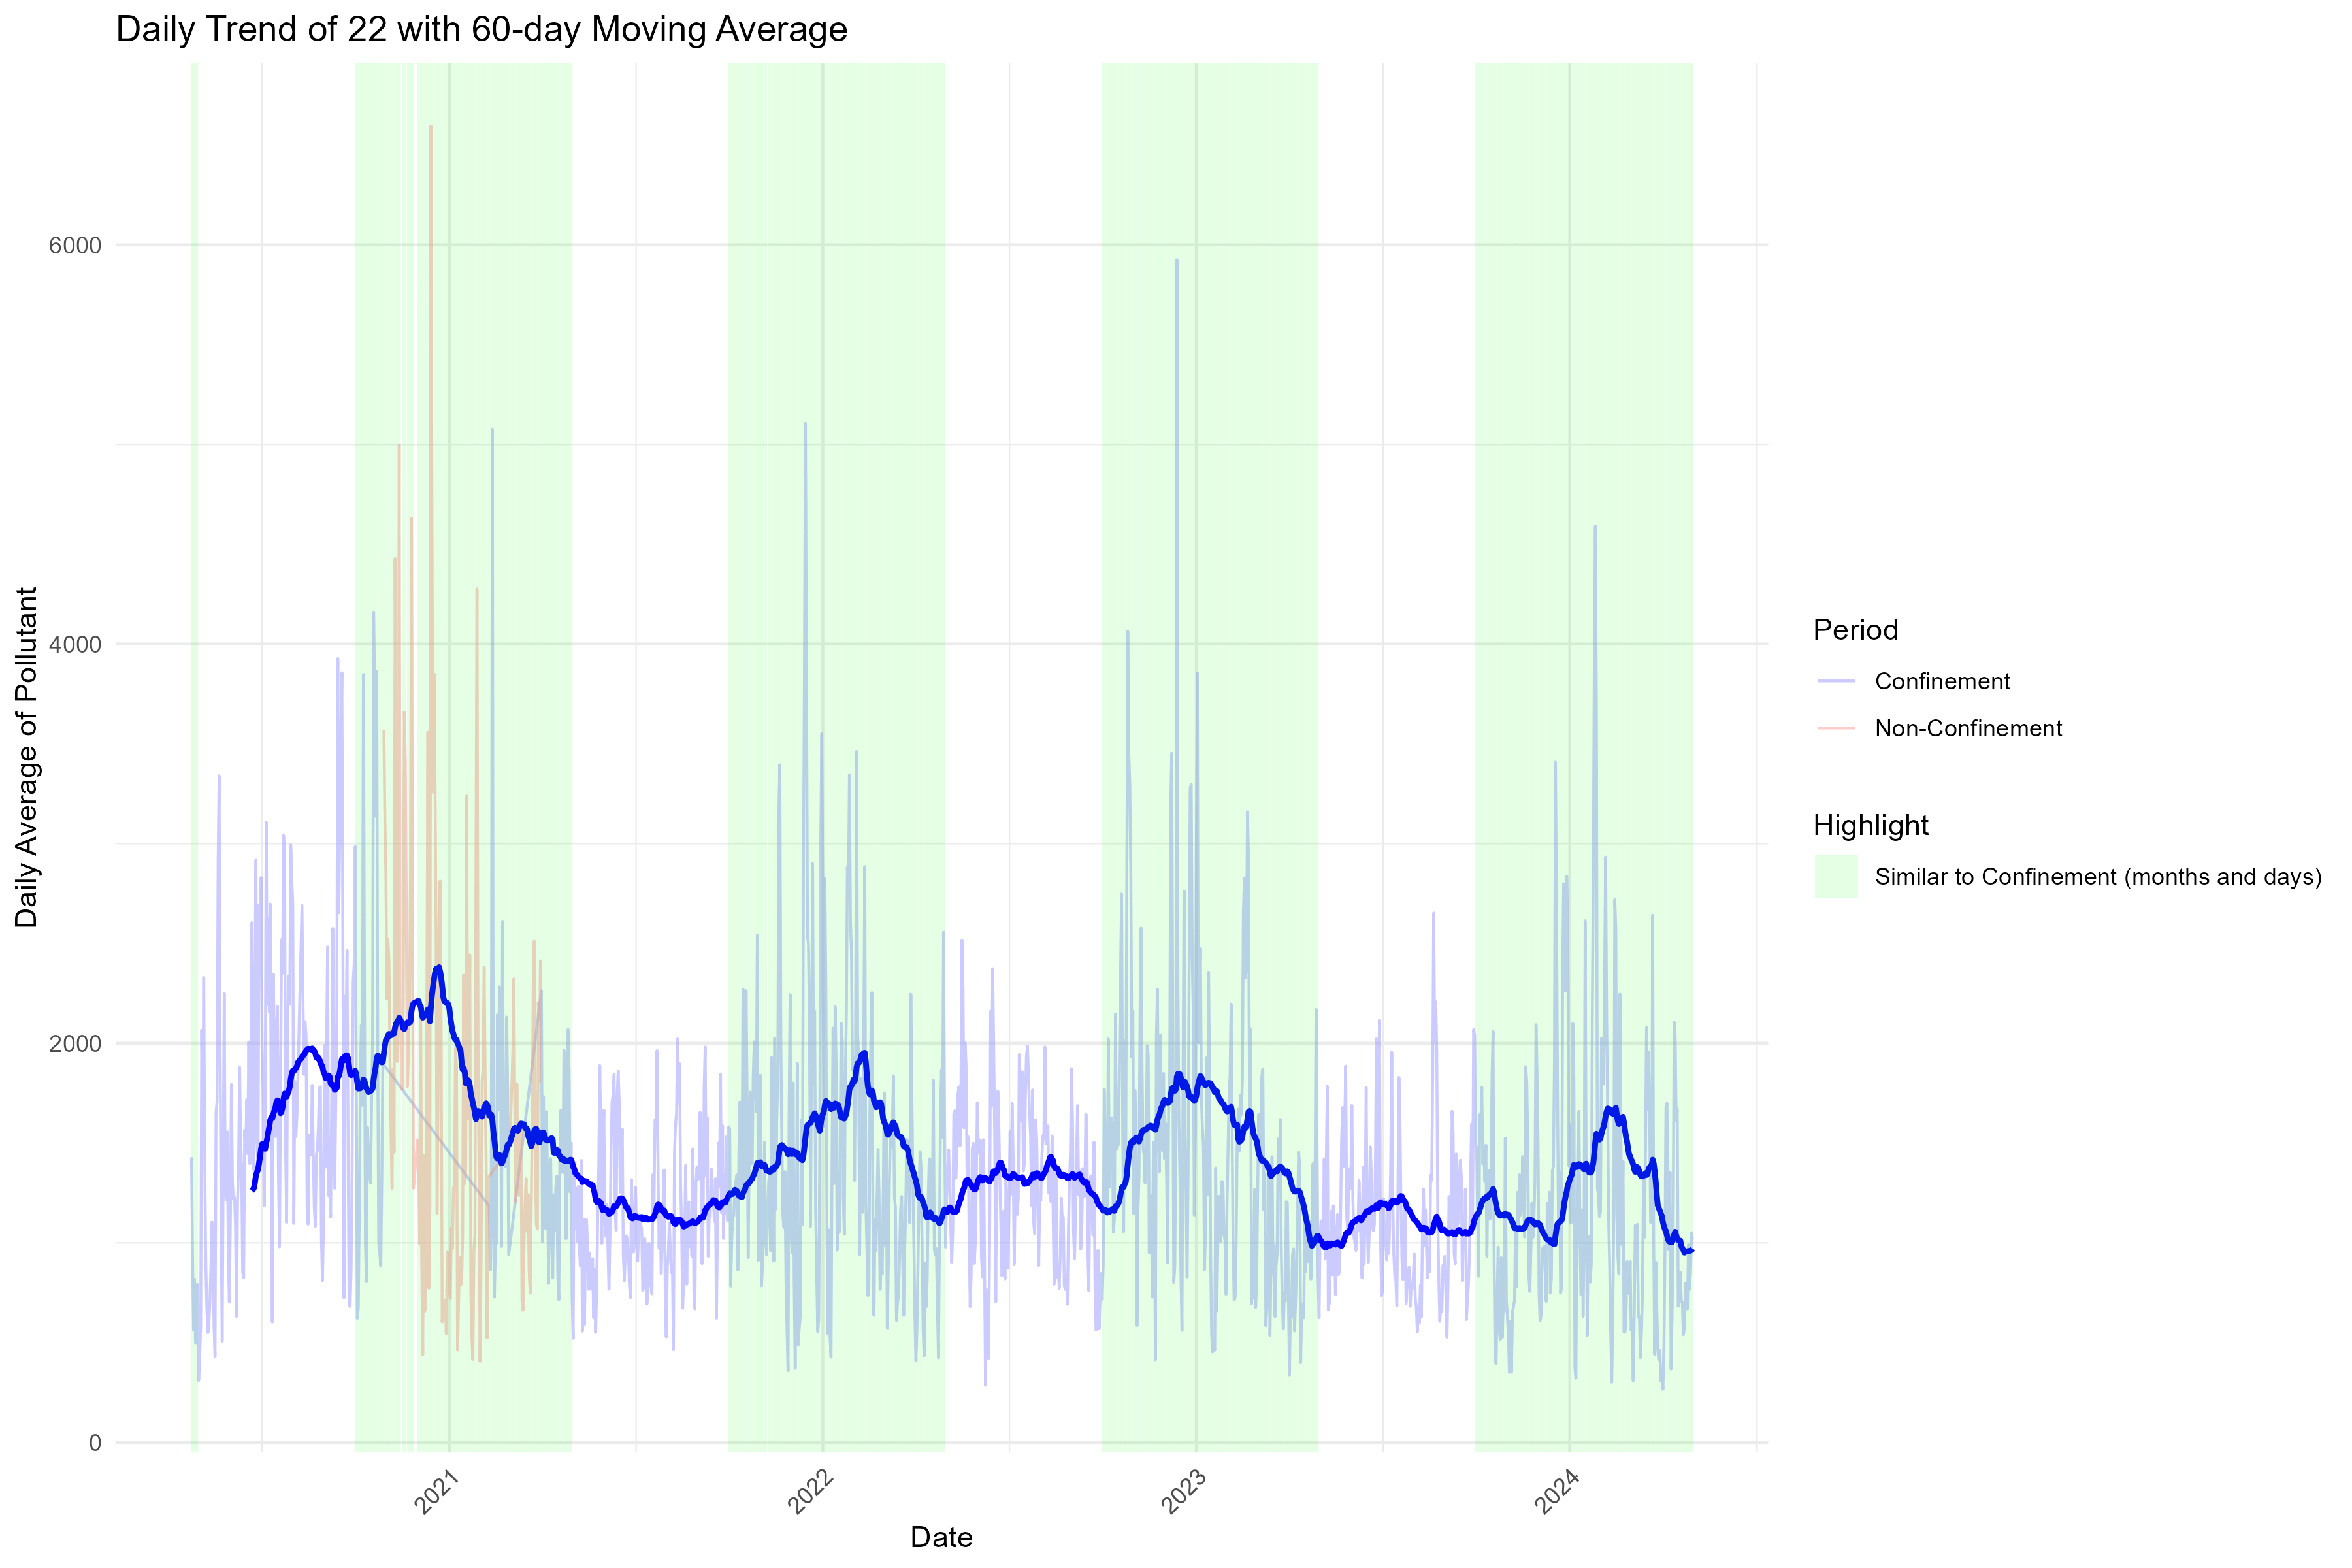 Daily Trend of 22 with 60-day Moving Average
Daily Average of Pollutant
6000
4000
2000
0
2021
2022
2023
2024
Date
Period
Confinement
Non-Confinement
Highlight
Similar to Confinement (months and days)